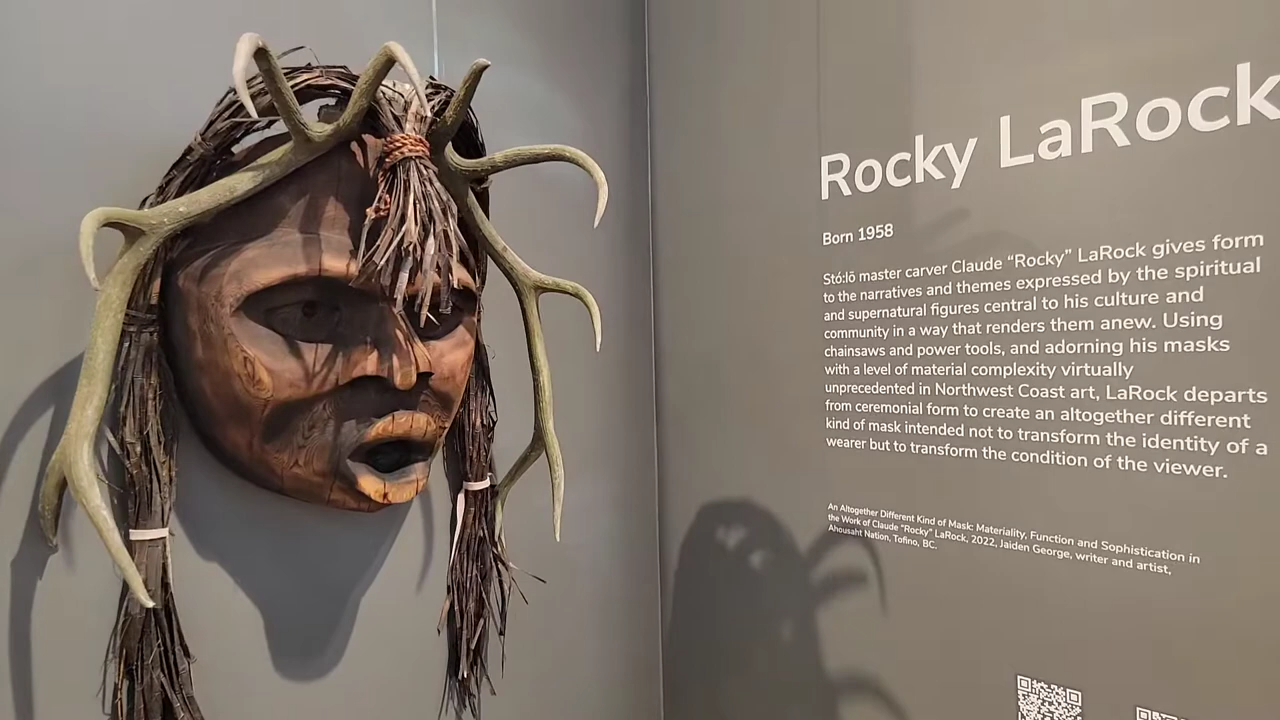 Rocky LaRock
Born 1958
Stó:lō master carver Claude “Rocky” LaRock gives form
to the narratives and themes expressed by the spiritual
and supernatural figures central to his culture and
community in a way that renders them anew. Using
chainsaws and power tools, and adorning his masks
with a level of material complexity virtually
unprecedented in Northwest Coast art, LaRock departs
from ceremonial form to create an altogether different
kind of mask intended not to transform the identity of a
wearer but to transform the condition of the viewer.
An Altogether Different Kind of Mask: Materiality, Function and Sophistication in
the Work of Claude “Rocky” LaRock, 2022, Jaiden George, writer and artist,
Ahousaht Nation, Tofino, BC.